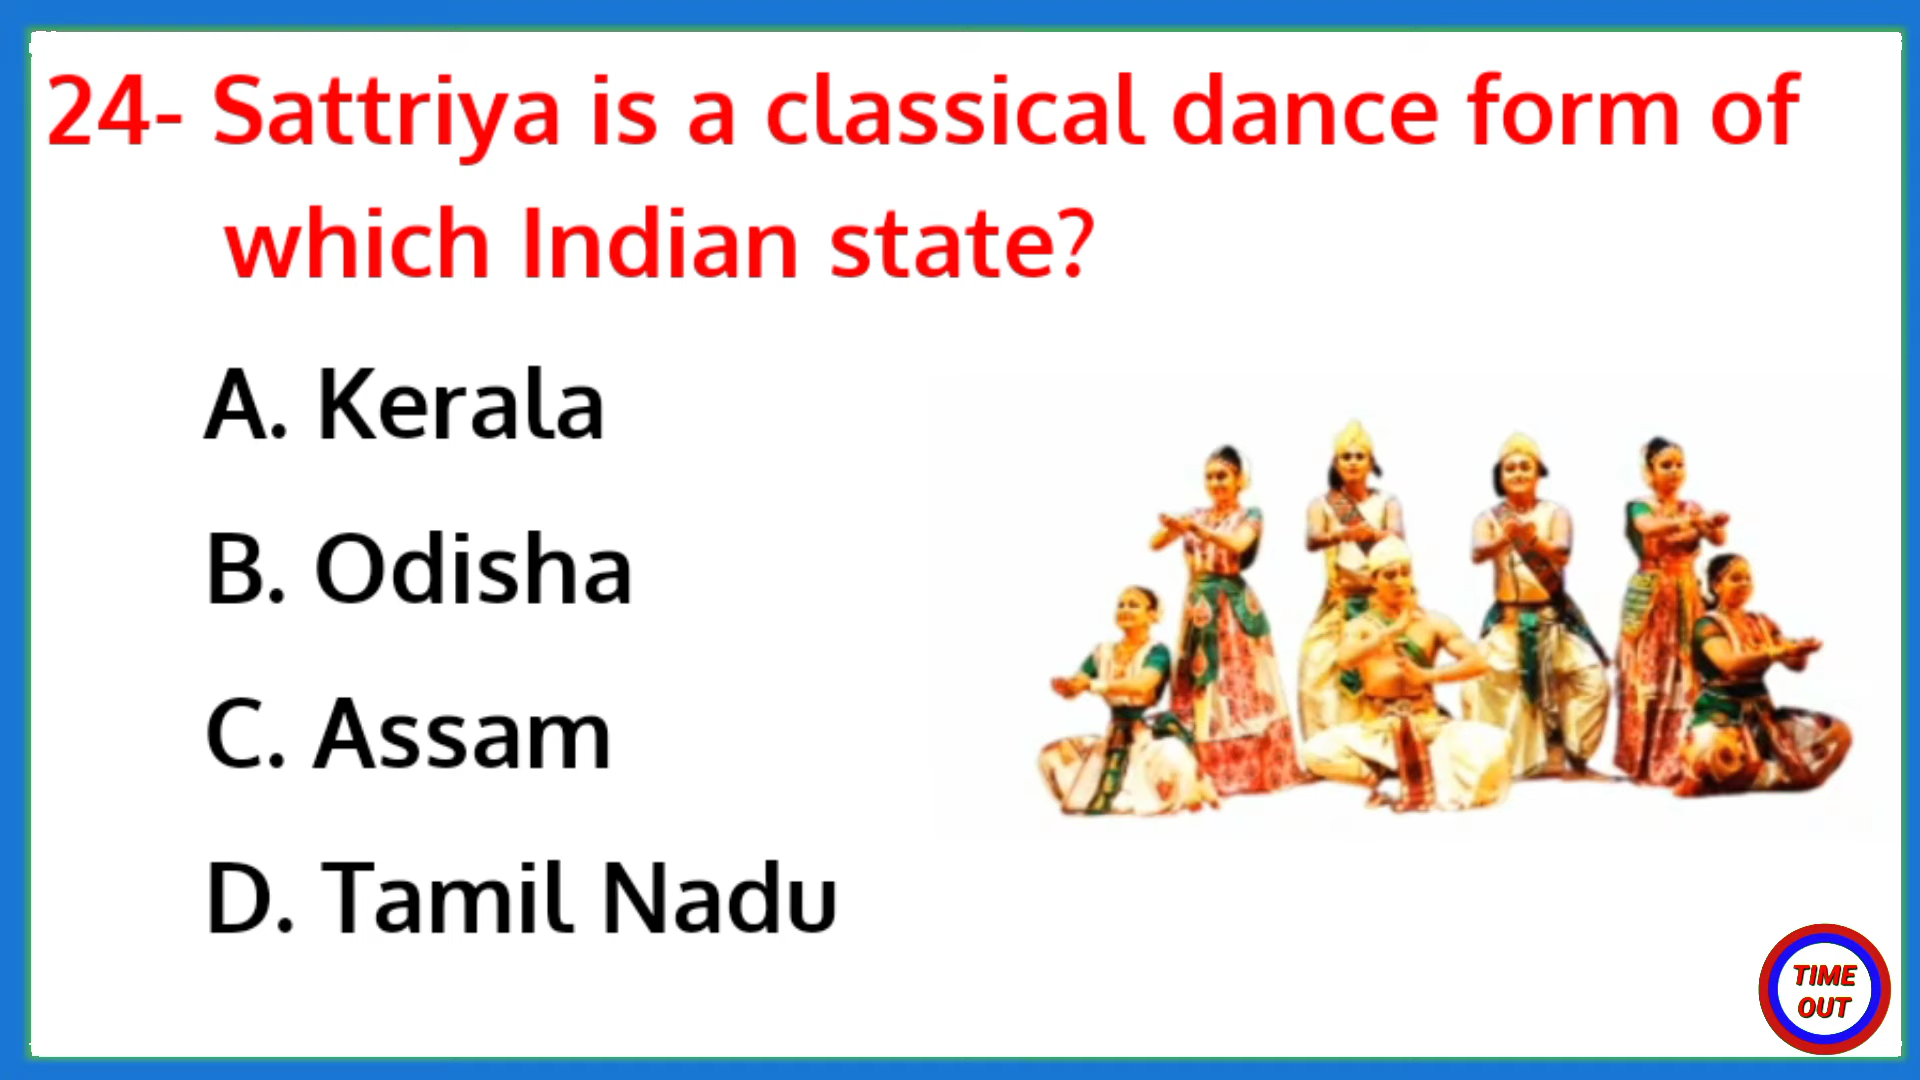 24- Sattriya is a classical dance form of
which Indian state?
A. Kerala
B. Odisha
C. Assam
D. Tamil Nadu
TIME
OUT